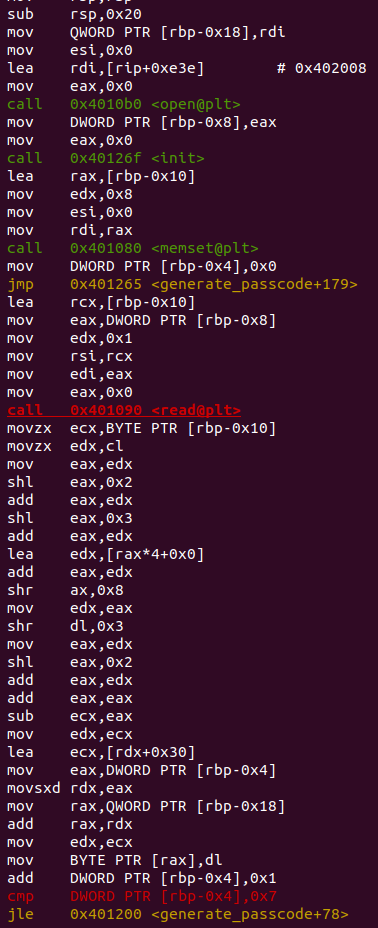 mov    rbp,rsp
sub    rsp,0x20
mov    QWORD PTR [rbp-0x18],rdi
mov    esi,0x0
lea    rdi,[rip+0xe3e]        # 0x402008
mov    eax,0x0
call   0x4010b0 <open@plt>
mov    DWORD PTR [rbp-0x8],eax
mov    eax,0x0
call   0x40126f <init>
lea    rax,[rbp-0x10]
mov    edx,0x8
mov    esi,0x0
mov    rdi,rax
call   0x401080 <memset@plt>
mov    DWORD PTR [rbp-0x4],0x0
jmp    0x401265 <generate_passcode+179>
lea    rcx,[rbp-0x10]
mov    eax,DWORD PTR [rbp-0x8]
mov    edx,0x1
mov    rsi,rcx
mov    edi,eax
mov    eax,0x0
call   0x401090 <read@plt>
movzx  ecx,BYTE PTR [rbp-0x10]
movzx  edx,cl
mov    eax,edx
shl    eax,0x2
add    eax,edx
shl    eax,0x3
add    eax,edx
lea    edx,[rax*4+0x0]
add    eax,edx
shr    ax,0x8
mov    edx,eax
shr    dl,0x3
mov    eax,edx
shl    eax,0x2
add    eax,edx
add    eax,eax
sub    ecx,eax
mov    edx,ecx
lea    ecx,[rdx+0x30]
mov    eax,DWORD PTR [rbp-0x4]
movsxd rdx,eax
mov    rax,QWORD PTR [rbp-0x18]
add    rax,rdx
mov    edx,ecx
mov    BYTE PTR [rax],dl
add    DWORD PTR [rbp-0x4],0x1
cmp    DWORD PTR [rbp-0x4],0x7
jle    0x401200 <generate_passcode+78>